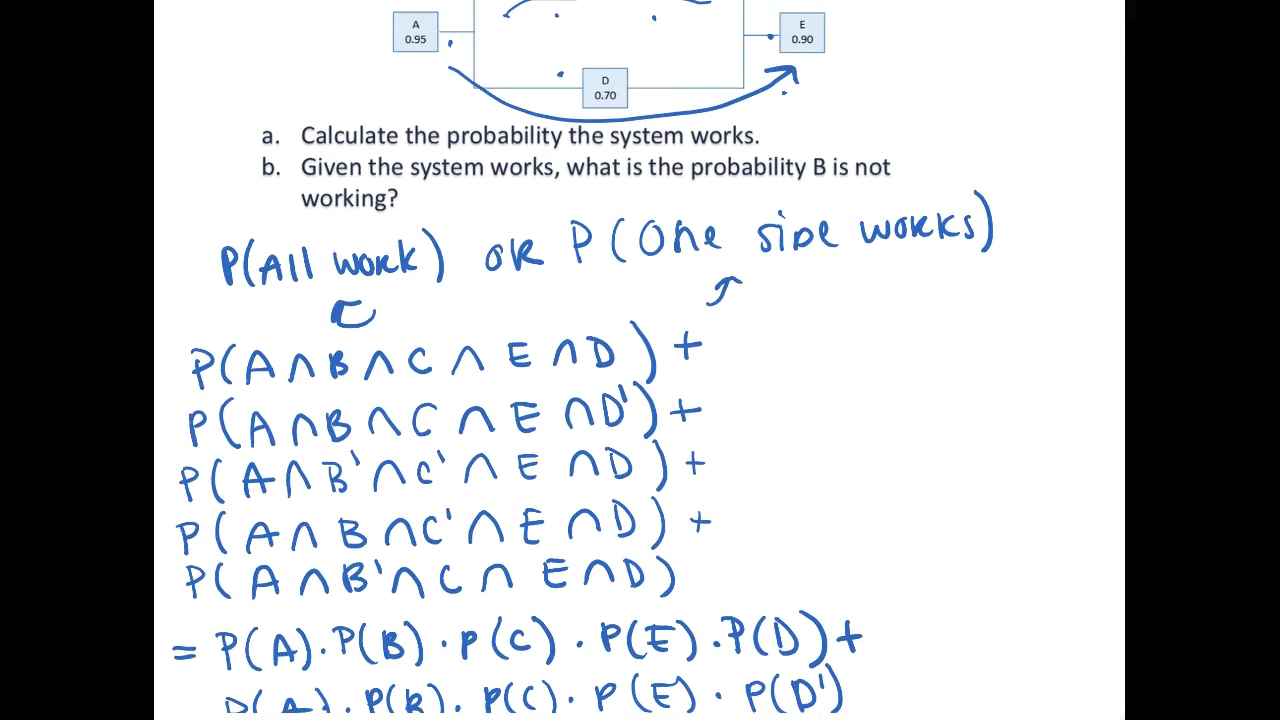 A
0.95
E
0.90
D
0.70
a. Calculate the probability the system works.
b. Given the system works, what is the probability B is not
working?
P(All work) OR P(One side works)
P(A ∩ B ∩ C ∩ E ∩ D) +
P(A ∩ B ∩ C ∩ E ∩ D') +
P(A ∩ B' ∩ C' ∩ E ∩ D) +
P(A ∩ B ∩ C' ∩ E ∩ D) +
P(A ∩ B' ∩ C ∩ E ∩ D)
= P(A) · P(B) · P(C) · P(E) · P(D) +
P(A) · P(B) · P(C) · P(E) · P(D')